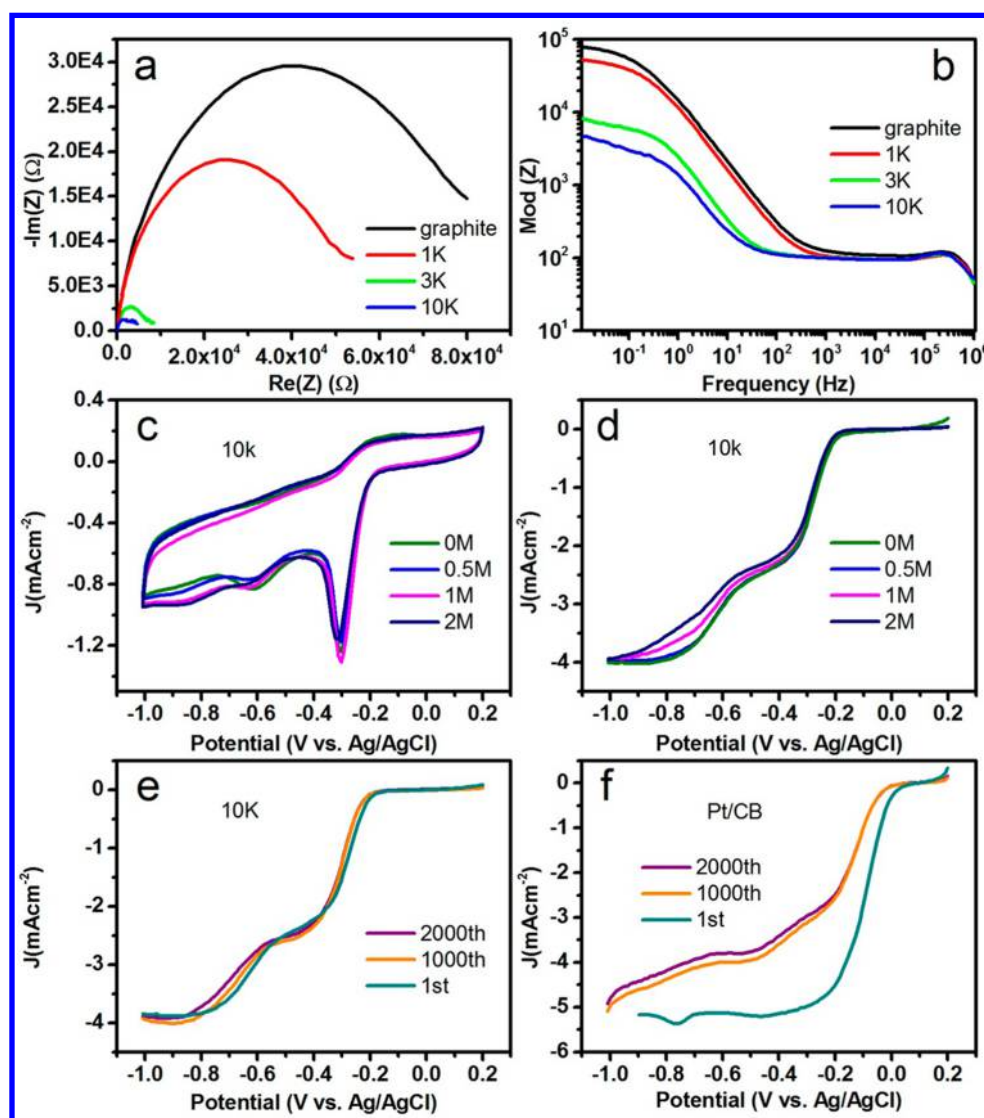 a
-Im(Z) (Ω)
3.0E4
2.5E4
2.0E4
1.5E4
1.0E4
5.0E3
0.0
graphite
1K
3K
10K
0.0 2.0x10⁴ 4.0x10⁴ 6.0x10⁴ 8.0x10⁴
Re(Z) (Ω)
b
Mod (Z)
10⁵
10⁴
10³
10²
10¹
graphite
1K
3K
10K
10⁻¹ 10⁰ 10¹ 10² 10³ 10⁴ 10⁵ 10⁶
Frequency (Hz)
c
10k
J(mAcm⁻²)
0.4
0.0
-0.4
-0.8
-1.2
0M
0.5M
1M
2M
-1.0 -0.8 -0.6 -0.4 -0.2 0.0 0.2
Potential (V vs. Ag/AgCl)
d
10k
J(mAcm⁻²)
0
-1
-2
-3
-4
0M
0.5M
1M
2M
-1.0 -0.8 -0.6 -0.4 -0.2 0.0 0.2
Potential (V vs. Ag/AgCl)
e
10K
J(mAcm⁻²)
0
-1
-2
-3
-4
2000th
1000th
1st
-1.0 -0.8 -0.6 -0.4 -0.2 0.0 0.2
Potential (V vs. Ag/AgCl)
f
Pt/CB
J(mAcm⁻²)
0
-1
-2
-3
-4
-5
-6
2000th
1000th
1st
-1.0 -0.8 -0.6 -0.4 -0.2 0.0 0.2
Potential (V vs. Ag/AgCl)